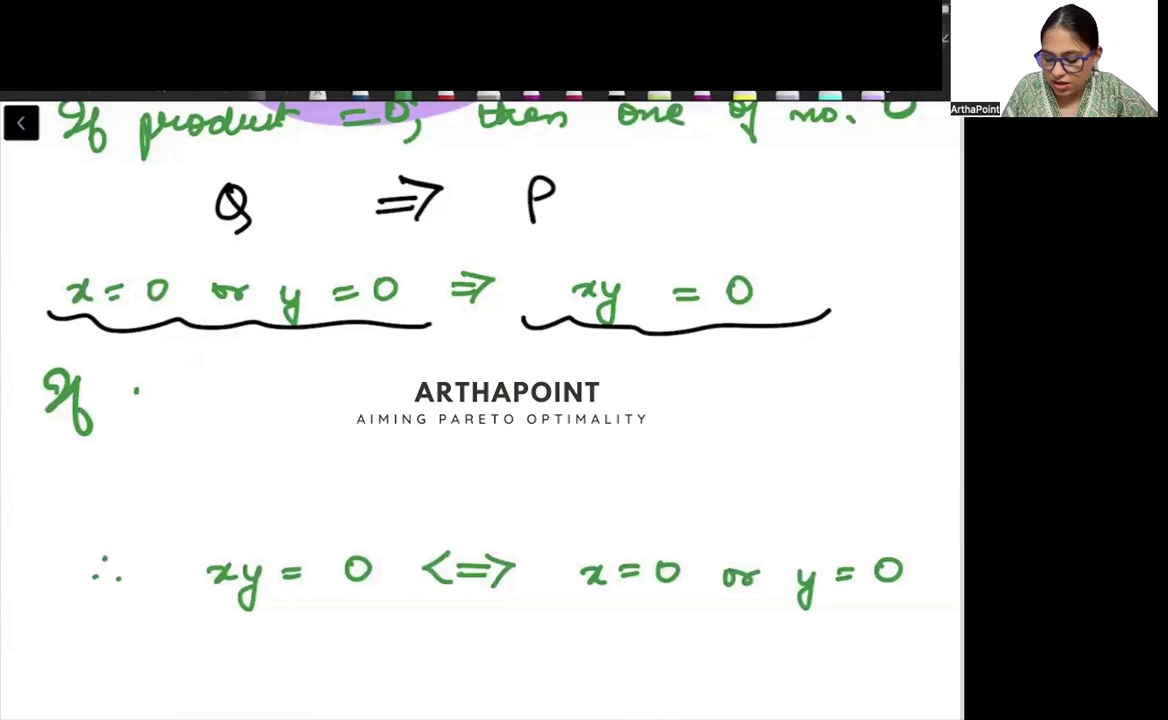 If product = 0, then one of no. 0
ArthaPoint
Q ⇒ P
x = 0 or y = 0 ⇒ xy = 0
If
ARTHAPOINT
AIMING PARETO OPTIMALITY
∴ xy = 0 <=> x = 0 or y = 0